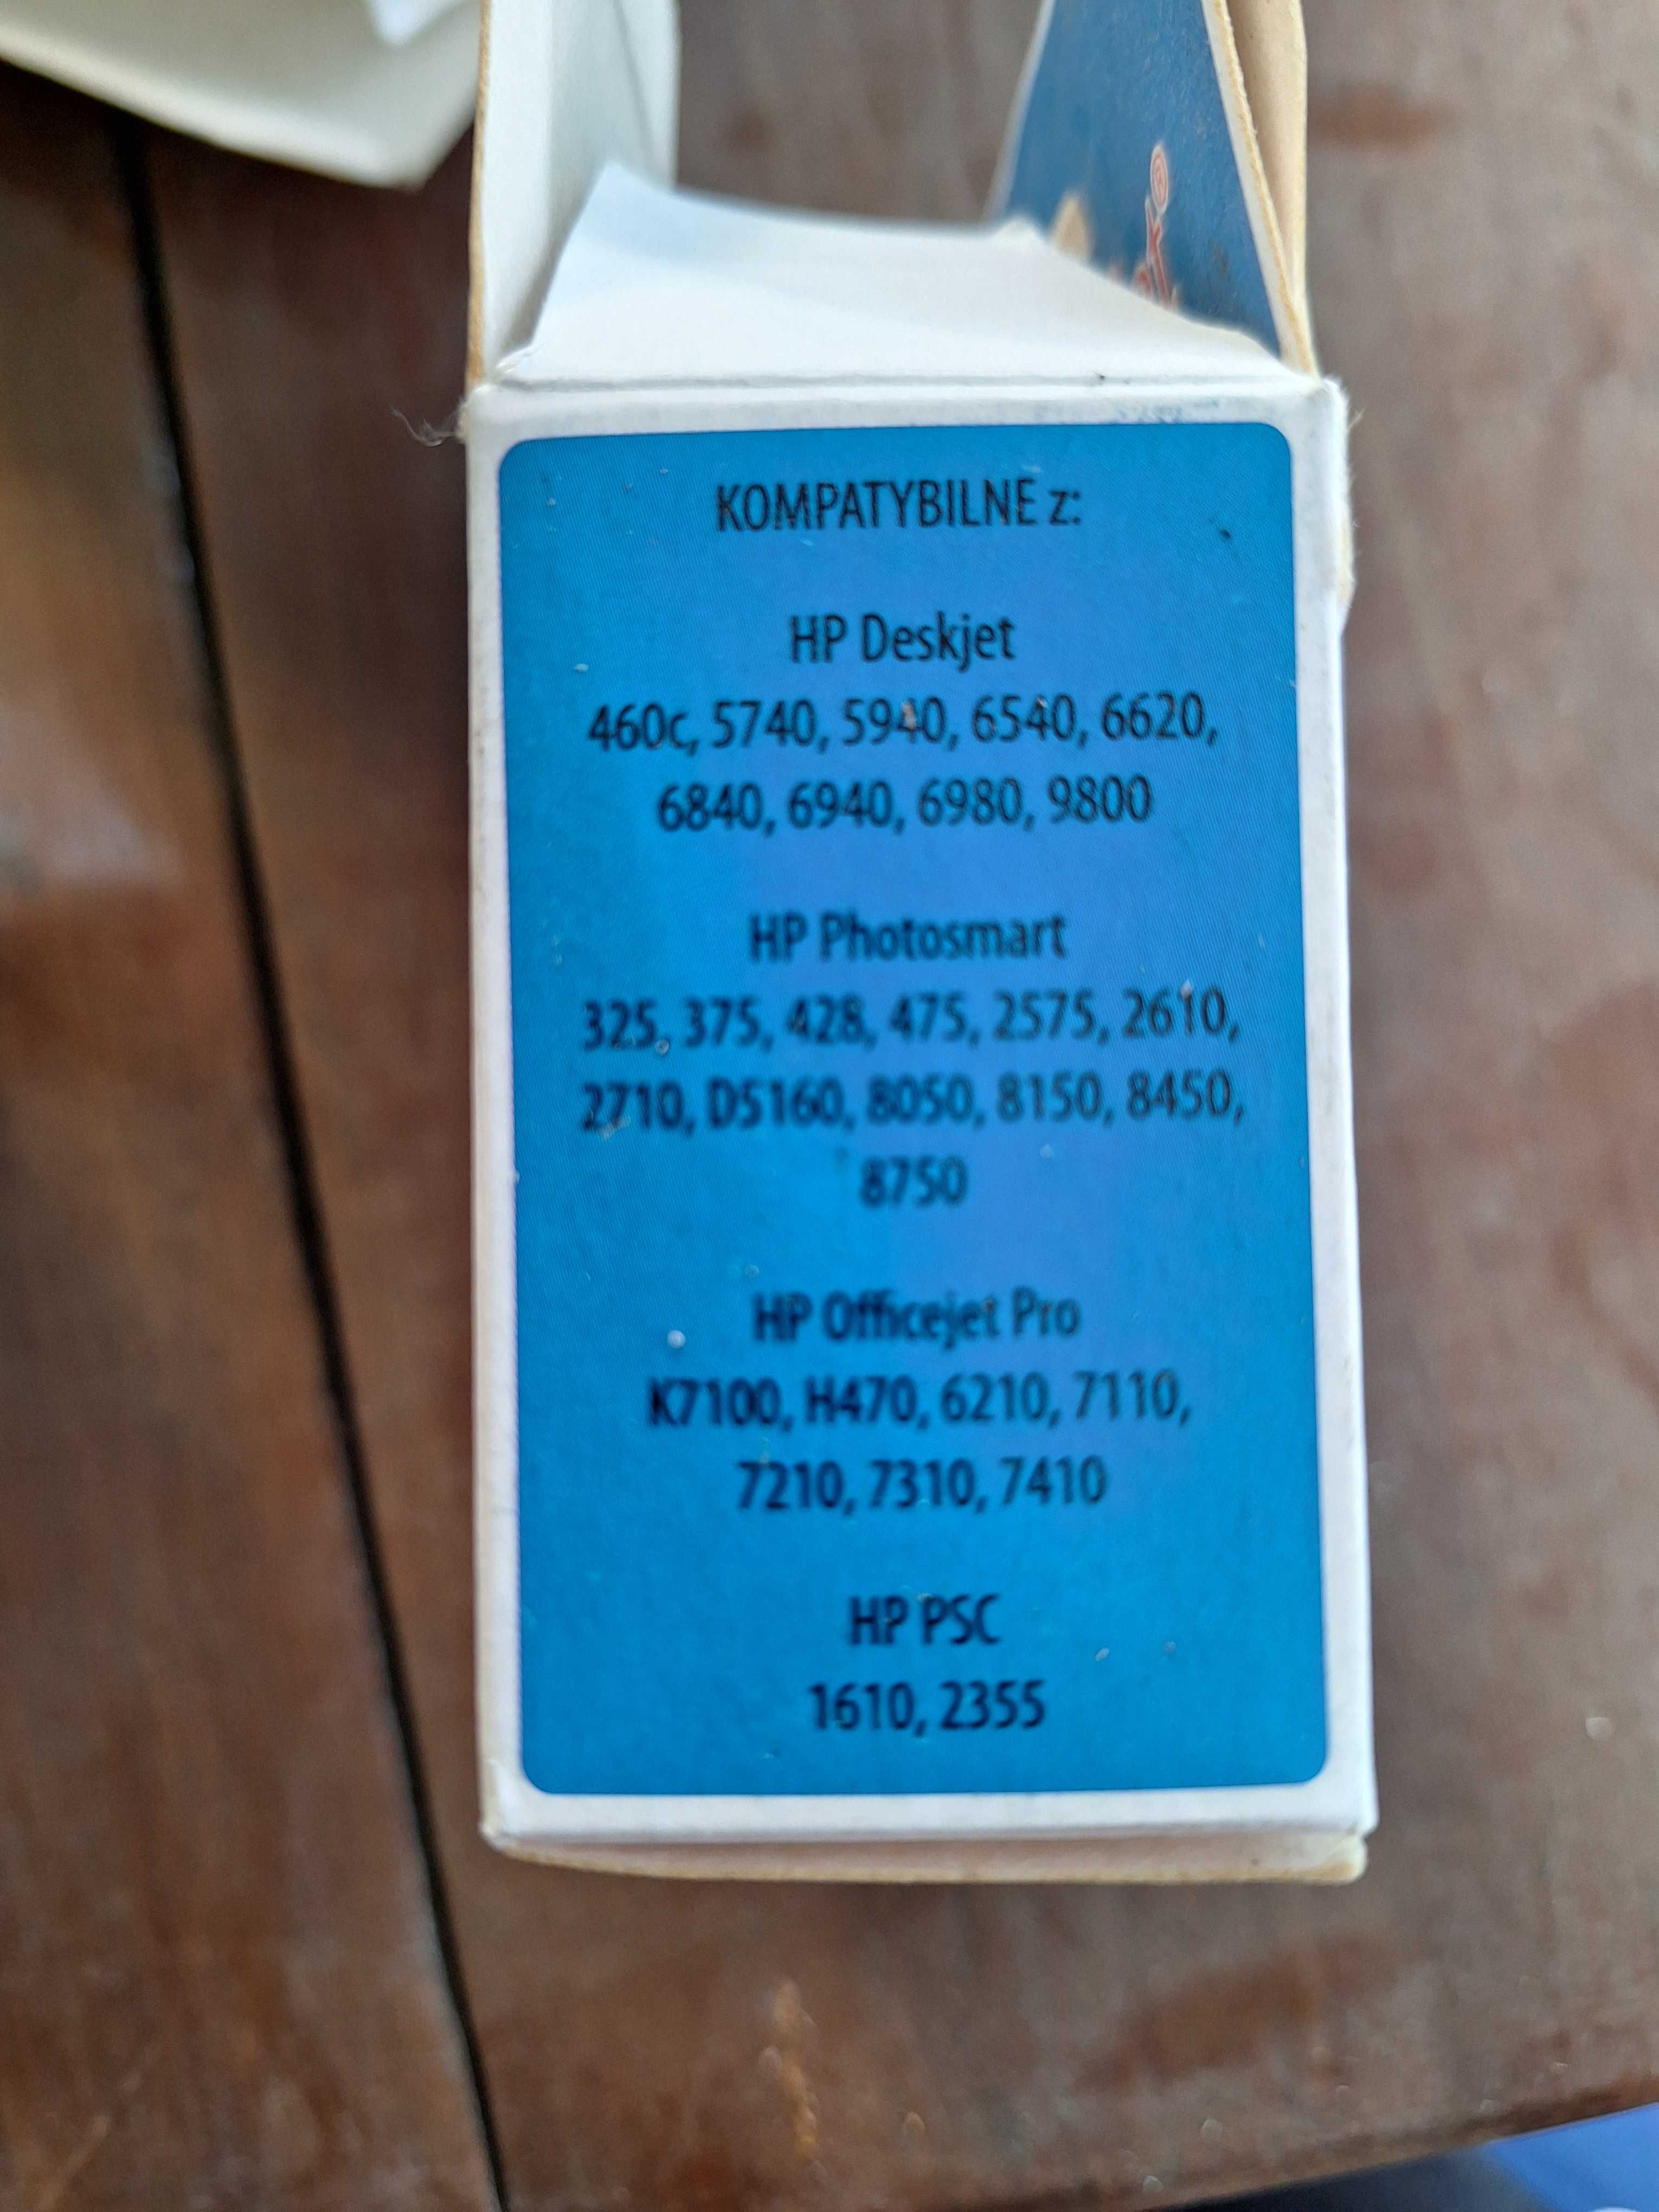 KOMPATYBILNE z:
HP Deskjet
460c, 5740, 5940, 6540, 6620,
6840, 6940, 6980, 9800
HP Photosmart
325, 375, 428, 475, 2575, 2610,
2710, D5160, 8050, 8150, 8450,
8750
HP Officejet Pro
K7100, H470, 6210, 7110,
7210, 7310, 7410
HP PSC
1610, 2355